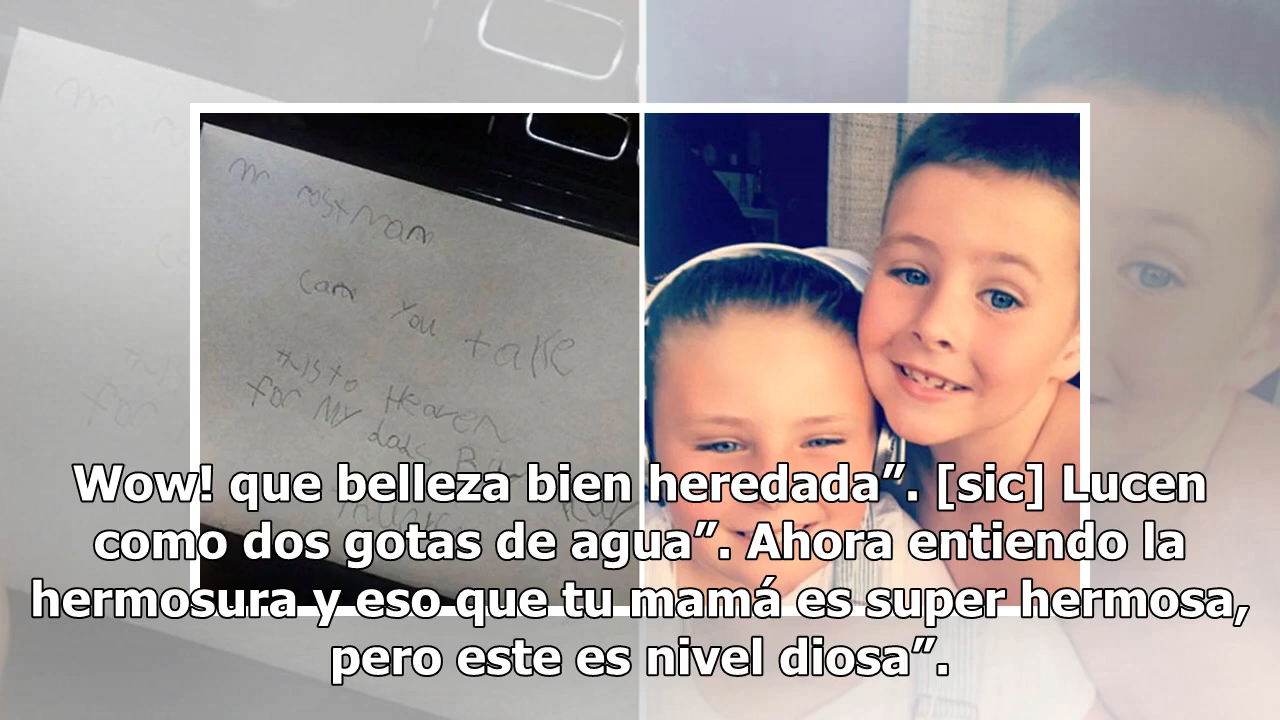 mr Postman
Can you take
this to Heaven
for My dads
Wow! que belleza bien heredada”. [sic] Lucen
como dos gotas de agua”. Ahora entiendo la
hermosura y eso que tu mamá es super hermosa,
pero este es nivel diosa”.